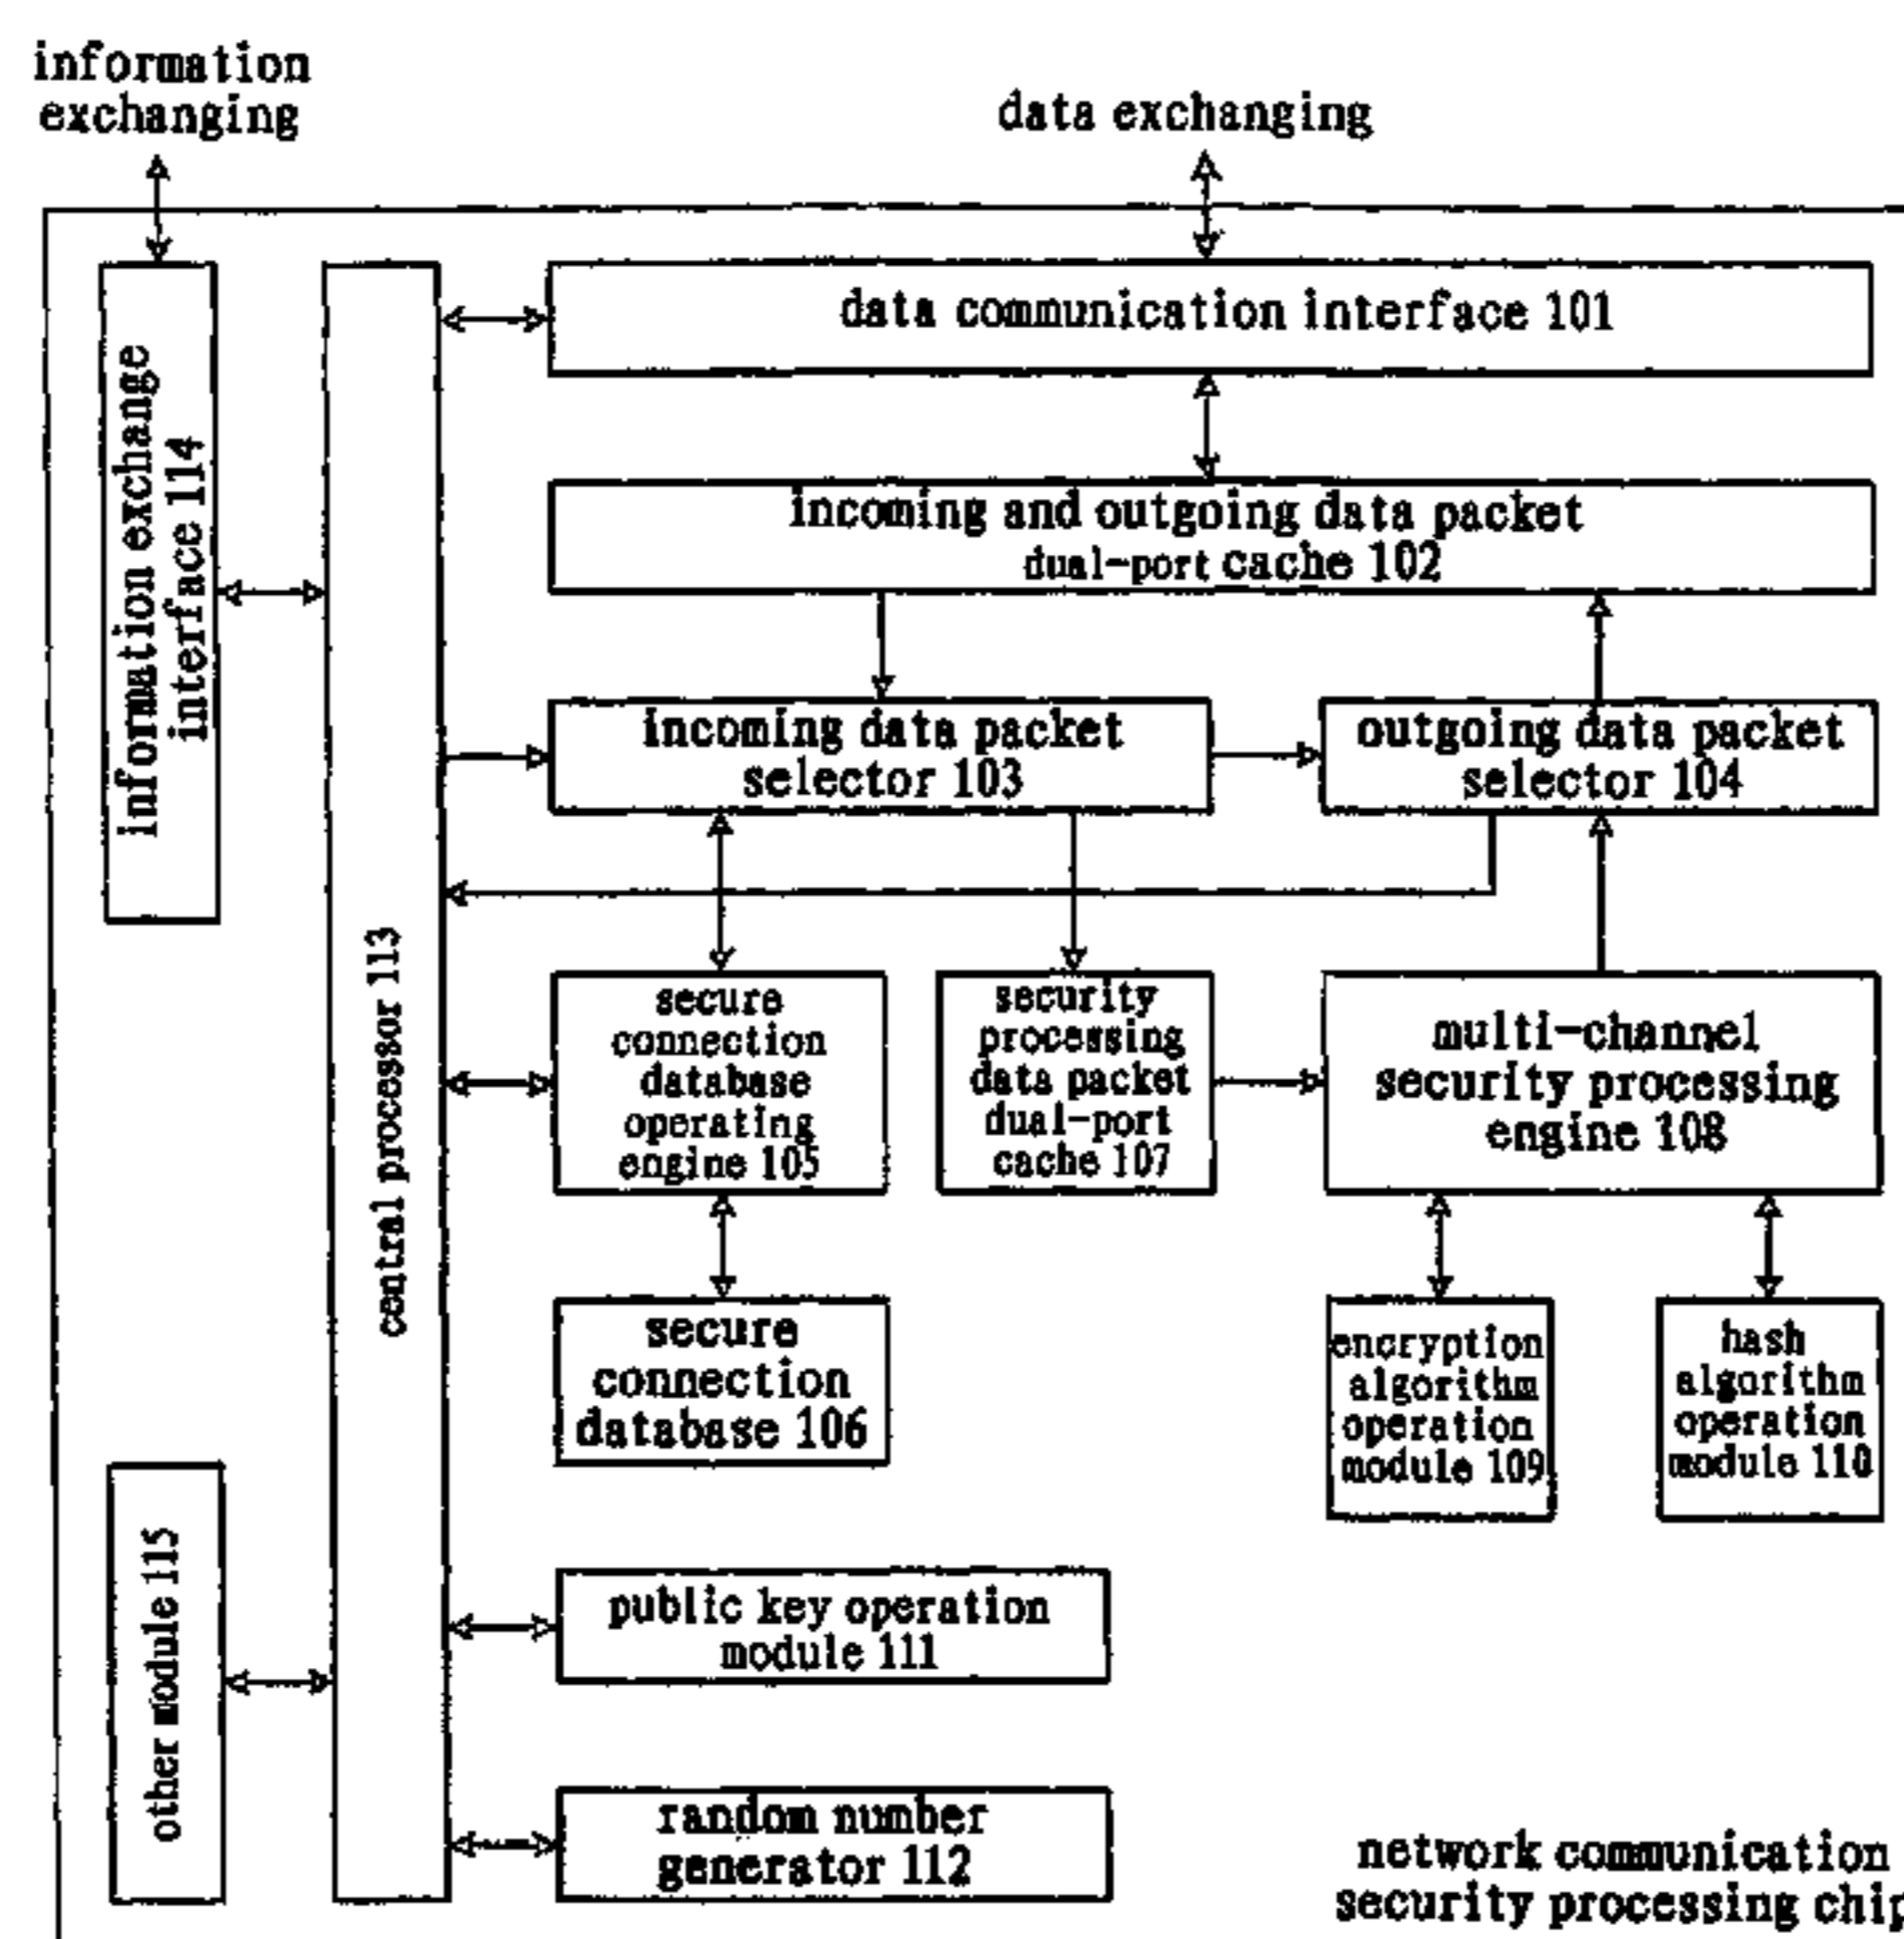 information
exchanging
data exchanging
information exchange
interface 114
central processor 113
data communication interface 101
incoming and outgoing data packet
dual-port cache 102
incoming data packet
selector 103
outgoing data packet
selector 104
secure
connection
database
operating
engine 105
security
processing
data packet
dual-port
cache 107
multi-channel
security processing
engine 108
secure
connection
database 106
encryption
algorithm
operation
module 109
hash
algorithm
operation
module 110
other module 115
public key operation
module 111
random number
generator 112
network communication
security processing chip